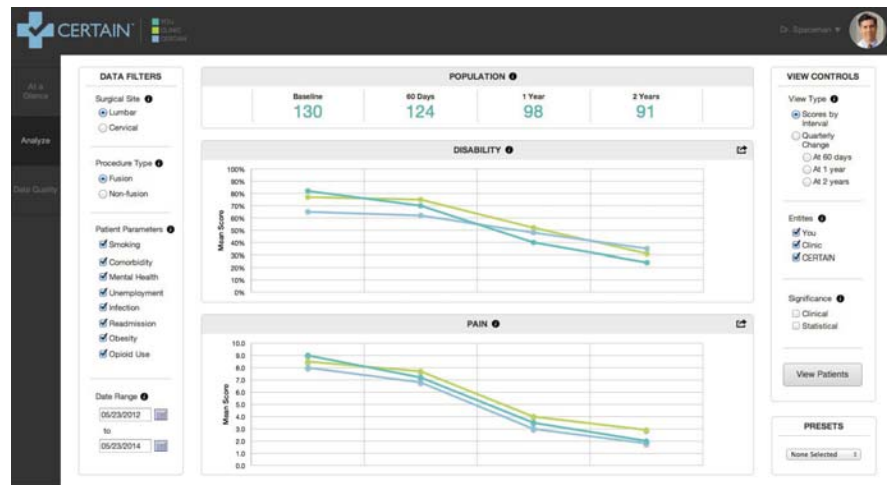 CERTAIN
YOU
CLINIC
CERTAIN
Dr. Spaceman
At a
Glance
Analyze
Data Quality
DATA FILTERS
Surgical Site
Lumbar
Cervical
Procedure Type
Fusion
Non-fusion
Patient Parameters
Smoking
Comorbidity
Mental Health
Unemployment
Infection
Readmission
Obesity
Opioid Use
Date Range
05/23/2012
to
05/23/2014
POPULATION
Baseline 60 Days 1 Year 2 Years
130 124 98 91
DISABILITY
100%
90%
80%
70%
60%
50%
40%
30%
20%
10%
0%
Mean Score
PAIN
10.0
9.0
8.0
7.0
6.0
5.0
4.0
3.0
2.0
1.0
0.0
Mean Score
VIEW CONTROLS
View Type
Scores by
Interval
Quarterly
Change
At 60 days
At 1 year
At 2 years
Entites
You
Clinic
CERTAIN
Significance
Clinical
Statistical
View Patients
PRESETS
None Selected